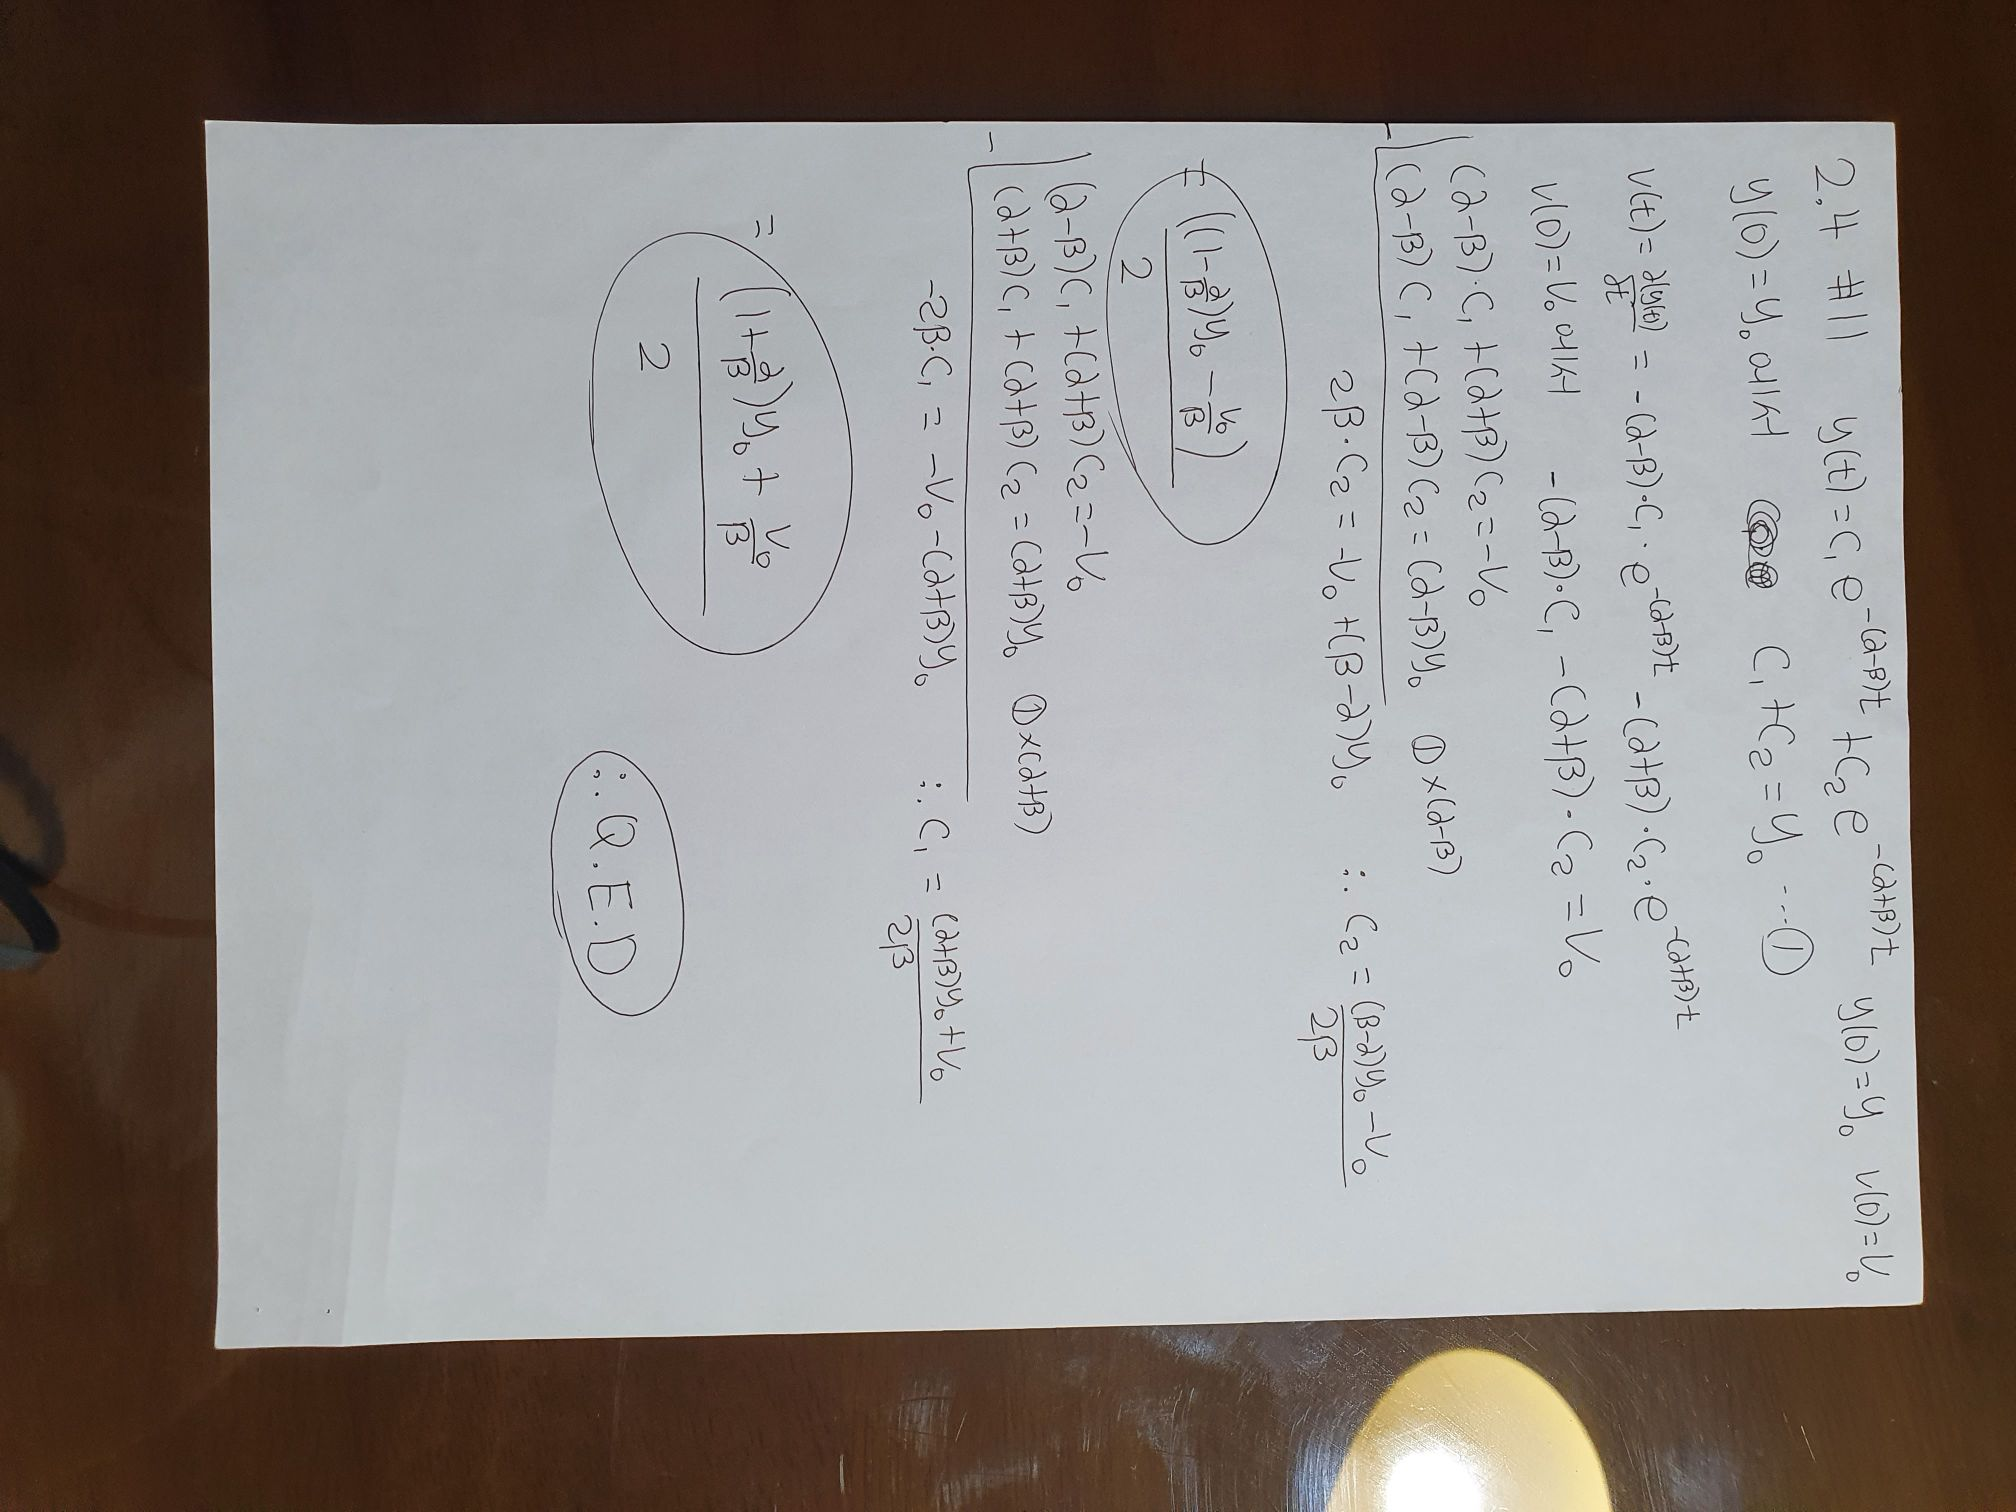 2.4 #11 y(t) = C₁e^-(α-β)t + C₂e^-(α+β)t y(0)=y₀ v(0)=v₀
y(0)=y₀ 에서 C₁+C₂=y₀ ...①
v(t)= dy(t)/dt = -(α-β)·C₁·e^-(α-β)t -(α+β)·C₂·e^-(α+β)t
v(0)=v₀ 에서 -(α-β)·C₁ -(α+β)·C₂ = v₀
(α-β)·C₁+(α+β)C₂=-v₀
-|(α-β)C₁+(α-β)C₂=(α-β)y₀ ①×(α-β)
2β·C₂=-v₀+(β-α)y₀ ∴ C₂ = (β-α)y₀-v₀ / 2β
= ((1-α/β)y₀ - v₀/β) / 2
(α-β)C₁+(α+β)C₂=-v₀
-|(α+β)C₁+(α+β)C₂=(α+β)y₀ ①×(α+β)
-2β·C₁ = -v₀-(α+β)y₀ ∴ C₁ = (α+β)y₀+v₀ / 2β
= (1+α/β)y₀ + v₀/β / 2
∴ Q.E.D